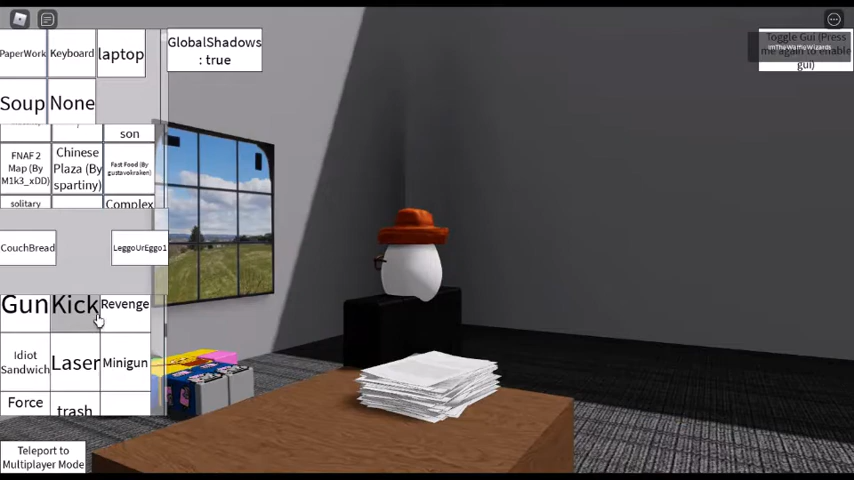 PaperWork
Keyboard
laptop
Soup
None
GlobalShadows
: true
Toggle Gui (Press
me again to enable
gui)
son
FNAF 2
Map (By
M1k3_xDD)
Chinese
Plaza (By
spartiny)
Fast Food (By
gustavokraken)
solitary
Complex
CouchBread
LeggoUrEggo1
Gun
Kick
Revenge
Idiot
Sandwich
Laser
Minigun
Force
trash
Teleport to
Multiplayer Mode